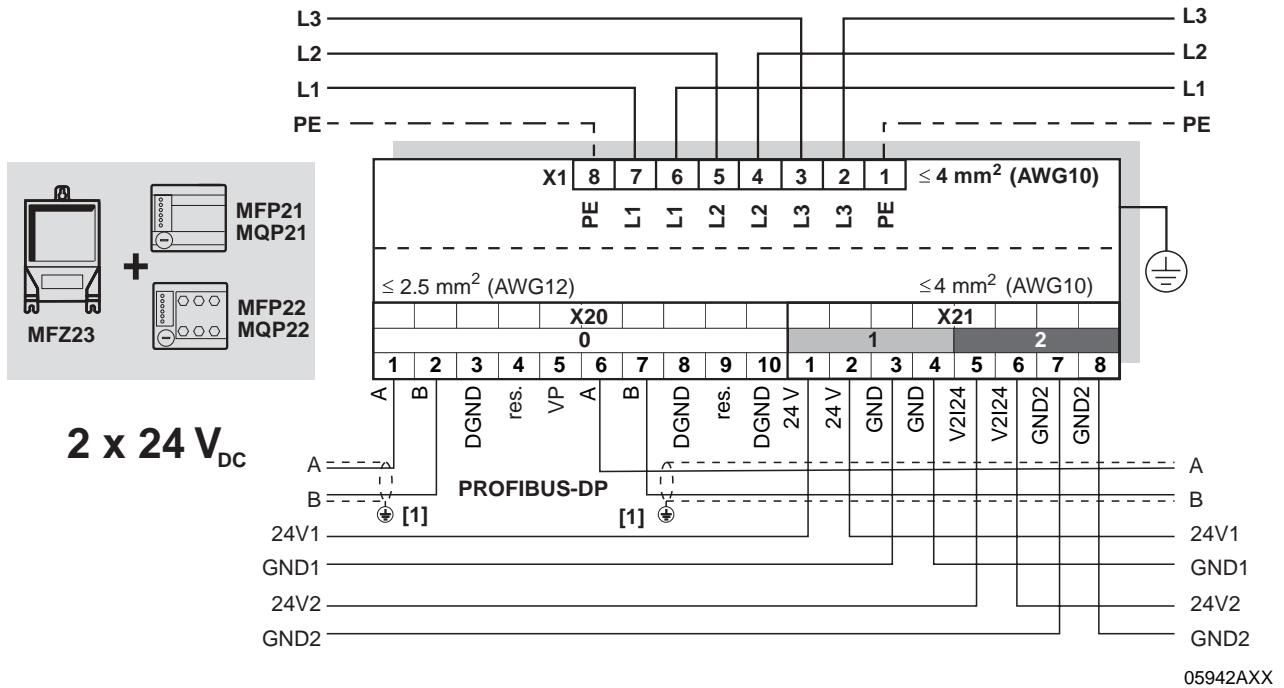 L3 L3
L2 L2
L1 L1
PE PE
X1 8 7 6 5 4 3 2 1 ≤ 4 mm² (AWG10)
PE L1 L1 L2 L2 L3 L3 PE
MFP21
MQP21
MFZ23
+
MFP22
MQP22
≤ 2.5 mm² (AWG12) ≤4 mm² (AWG10)
X20 X21
0 1 2
1 2 3 4 5 6 7 8 9 10 1 2 3 4 5 6 7 8
A B DGND res. VP A B DGND res. DGND 24 V 24 V GND GND V2I24 V2I24 GND2 GND2
2 x 24 VDC
A A
B PROFIBUS-DP B
[1] [1]
24V1 24V1
GND1 GND1
24V2 24V2
GND2 GND2
05942AXX